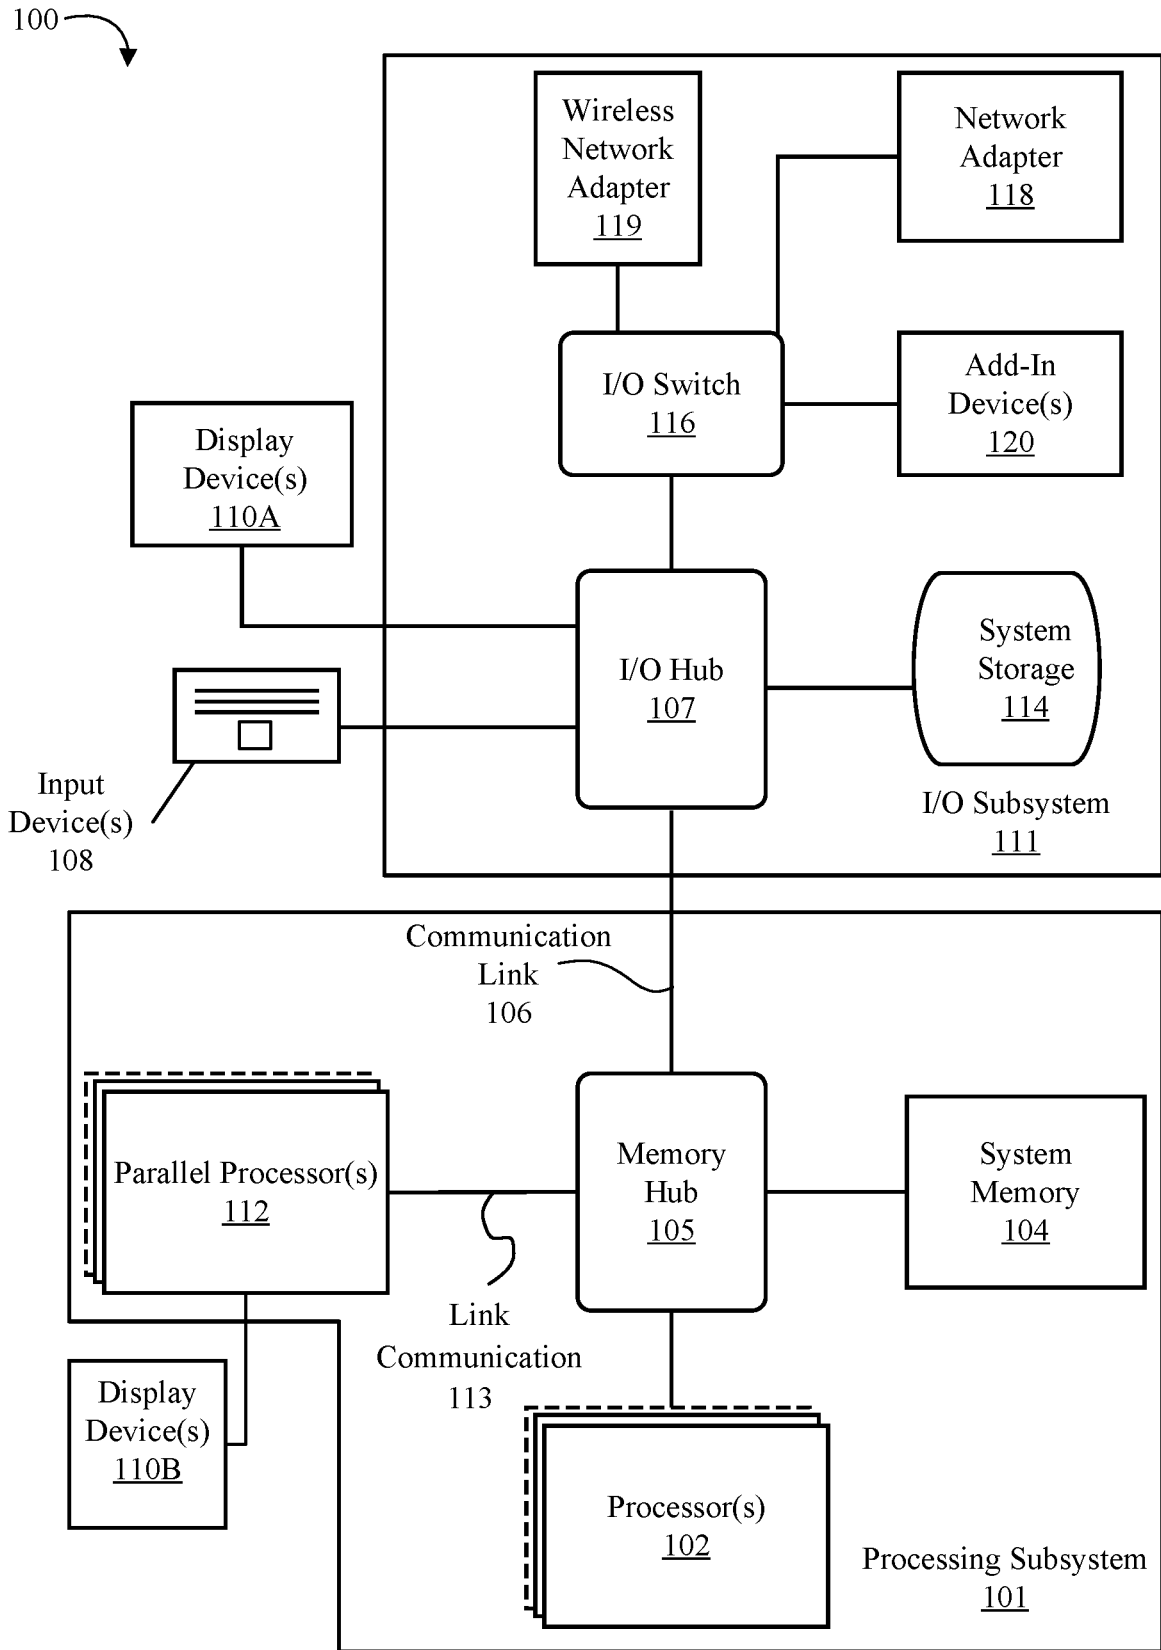 100
Wireless
Network
Adapter
119
Network
Adapter
118
I/O Switch
116
Add-In
Device(s)
120
Display
Device(s)
110A
I/O Hub
107
System
Storage
114
Input
Device(s)
108
I/O Subsystem
111
Communication
Link
106
Parallel Processor(s)
112
Memory
Hub
105
System
Memory
104
Link
Communication
113
Display
Device(s)
110B
Processor(s)
102
Processing Subsystem
101